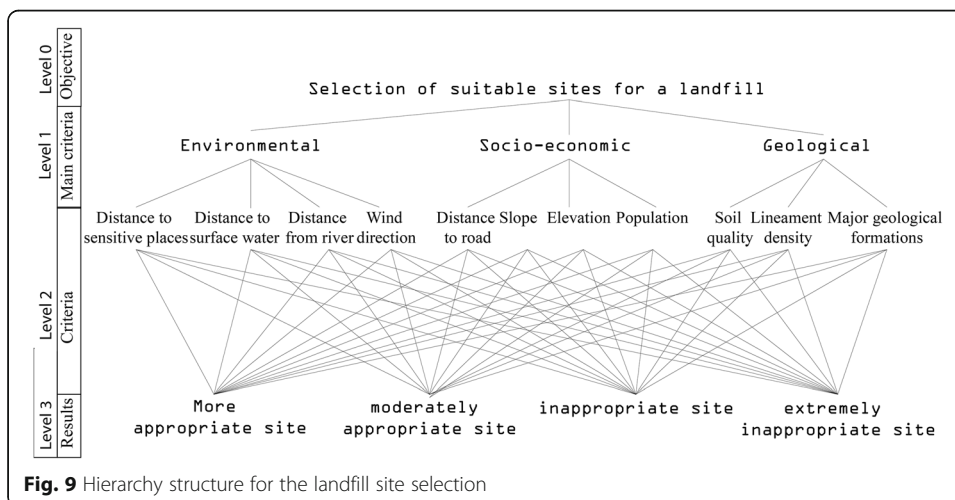 Level 0
Objective
Selection of suitable sites for a landfill
Level 1
Main criteria
Environmental
Socio-economic
Geological
Level 2
Criteria
Distance to
sensitive places
Distance to
surface water
Distance
from river
Wind
direction
Distance
to road
Slope
Elevation
Population
Soil
quality
Lineament
density
Major geological
formations
Level 3
Results
More
appropriate site
moderately
appropriate site
inappropriate site
extremely
inappropriate site
Fig. 9 Hierarchy structure for the landfill site selection